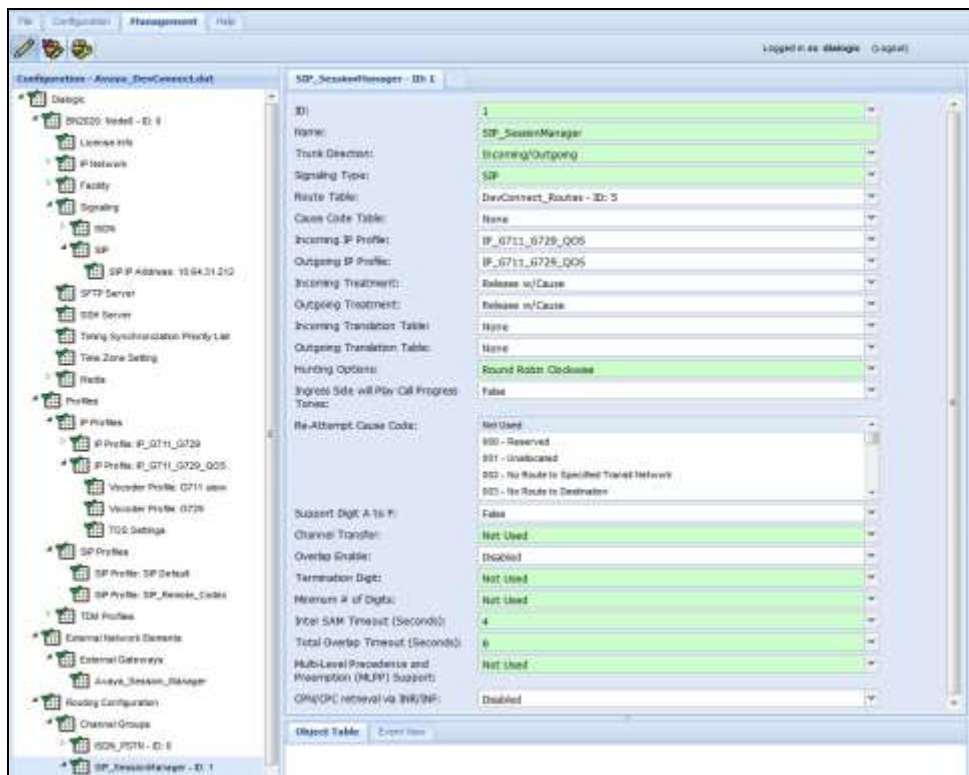 File Configuration Management Help
Logged in as dialogic (Logout)
Configuration - Avaya_DevConnect.dat
Dialogic
BN2020: Node0 - ID: 0
License Info
IP Network
Facility
Signaling
ISDN
SIP
SIP IP Address: 10.64.31.212
SFTP Server
SSH Server
Timing Synchronization Priority List
Time Zone Setting
Media
Profiles
IP Profiles
IP Profile: IP_G711_G729
IP Profile: IP_G711_G729_QOS
Vocoder Profile: G711 ulaw
Vocoder Profile: G729
TOS Settings
SIP Profiles
SIP Profile: SIP Default
SIP Profile: SIP_Remote_Codec
TDM Profiles
External Network Elements
External Gateways
Avaya_Session_Manager
Routing Configuration
Channel Groups
ISDN_PSTN - ID: 0
SIP_SessionManager - ID: 1
SIP_SessionManager - ID: 1
ID: 1
Name: SIP_SessionManager
Trunk Direction: Incoming/Outgoing
Signaling Type: SIP
Route Table: DevConnect_Routes - ID: 5
Cause Code Table: None
Incoming IP Profile: IP_G711_G729_QOS
Outgoing IP Profile: IP_G711_G729_QOS
Incoming Treatment: Release w/Cause
Outgoing Treatment: Release w/Cause
Incoming Translation Table: None
Outgoing Translation Table: None
Hunting Options: Round Robin Clockwise
Ingress Side will Play Call Progress Tones: False
Re-Attempt Cause Code: Not Used
000 - Reserved
001 - Unallocated
002 - No Route to Specified Transit Network
003 - No Route to Destination
Support Digit A to F: False
Channel Transfer: Not Used
Overlap Enable: Disabled
Termination Digit: Not Used
Minimum # of Digits: Not Used
Inter SAM Timeout (Seconds): 4
Total Overlap Timeout (Seconds): 6
Multi-Level Precedence and Preemption (MLPP) Support: Not Used
CPN/CPC retrieval via INR/INF: Disabled
Object Table Event View